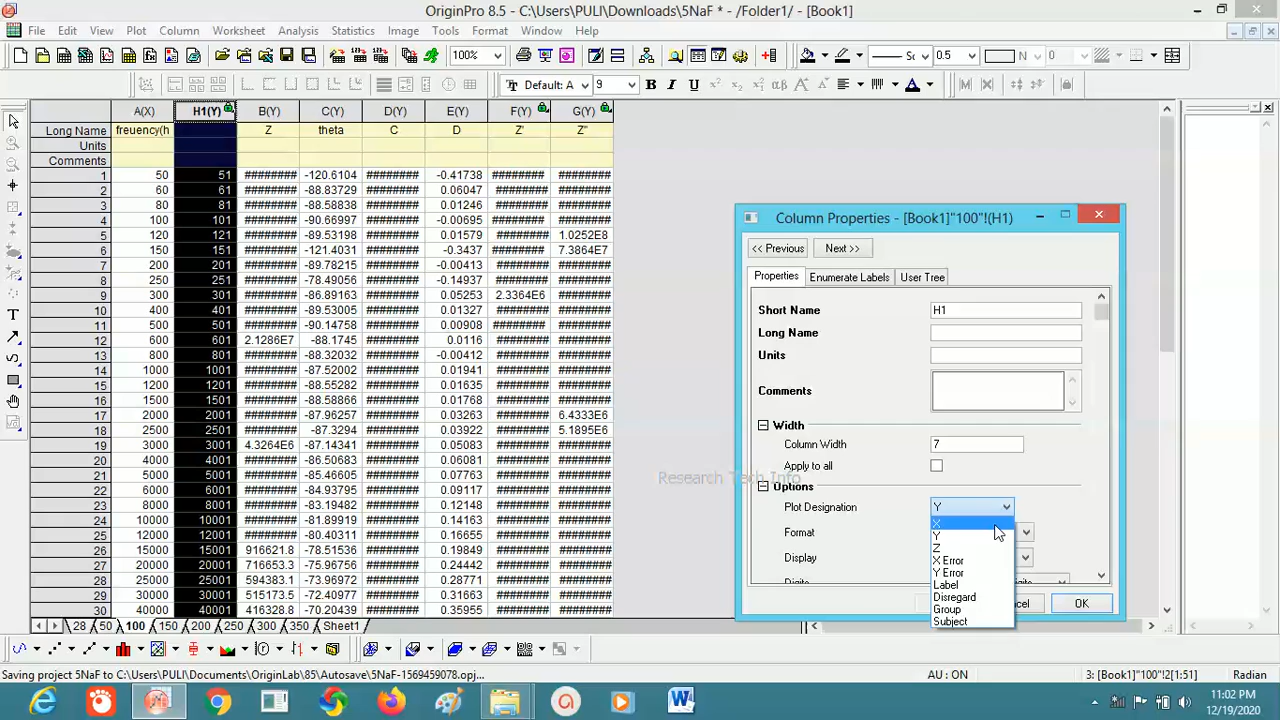 OriginPro 8.5 - C:\Users\PULI\Downloads\5NaF * - /Folder1/ - [Book1]
File Edit View Plot Column Worksheet Analysis Statistics Image Tools Format Window Help
100% 0.5 0
Default: A 9 B I U
A(X) H1(Y) B(Y) C(Y) D(Y) E(Y) F(Y) G(Y)
Long Name freuency(h Z theta C D Z' Z"
Units
Comments
1 50 51 ######## -120.6104 ######## -0.41738 ######## ########
2 60 61 ######## -88.83729 ######## 0.06047 ######## ########
3 80 81 ######## -90.58866 ######## 0.01246 ######## ########
4 100 101 ######## -90.66997 ######## -0.00695 ######## ########
5 120 121 ######## -89.53198 ######## 0.01579 ######## 1.0252E8
6 150 151 ######## -121.4031 ######## -0.3437 ######## 7.3864E7
7 200 201 ######## -89.78215 ######## -0.00413 ######## ########
8 250 251 ######## -78.49056 ######## -0.14937 ######## ########
9 300 301 ######## -86.89163 ######## 0.05253 2.3364E6 ########
10 400 401 ######## -89.53005 ######## 0.01327 ######## ########
11 500 501 ######## -90.14758 ######## 0.00908 ######## ########
12 600 601 2.1286E7 -88.1745 ######## 0.0116 ######## ########
13 800 801 ######## -88.32032 ######## -0.00412 ######## ########
14 1000 1001 ######## -87.52002 ######## 0.01941 ######## ########
15 1200 1201 ######## -88.55282 ######## 0.01635 ######## ########
16 1500 1501 ######## -88.58866 ######## 0.01768 ######## ########
17 2000 2001 ######## -87.96257 ######## 0.03263 ######## 6.4333E6
18 2500 2501 ######## -87.3294 ######## 0.03922 ######## 5.1895E6
19 3000 3001 4.3264E6 -87.14341 ######## 0.05083 ######## ########
20 4000 4001 ######## -86.50683 ######## 0.06081 ######## ########
21 5000 5001 ######## -85.46605 ######## 0.07763 ######## ########
22 6000 6001 ######## -84.93795 ######## 0.09117 ######## ########
23 8000 8001 ######## -83.21509 ######## 0.12148 ######## ########
24 10000 10001 ######## -81.89919 ######## 0.14163 ######## ########
25 12000 12001 ######## -80.40531 ######## 0.16655 ######## ########
26 15000 15001 916621.8 -78.51536 ######## 0.19849 ######## ########
27 20000 20001 716653.3 -75.96756 ######## 0.24442 ######## ########
28 25000 25001 594383.1 -73.96972 ######## 0.28771 ######## ########
29 30000 30001 515173.5 -72.40977 ######## 0.31663 ######## ########
30 40000 40001 416328.8 -70.20439 ######## 0.35955 ######## ########
28 50 100 150 200 250 300 350 Sheet1
Column Properties - [Book1]"100"!(H1)
<< Previous Next >>
Properties Enumerate Labels User Tree
Short Name H1
Long Name
Units
Comments
Width
Column Width 7
Apply to all
Options
Plot Designation Y
Format
Display
X
Y
Z
X Error
Y Error
Label
Disregard
Group
Subject
OK
Research Tech Info
Saving project 5NaF to C:\Users\PULI\Documents\OriginLab\85\Autosave\5NaF-1569459078.opj... AU : ON 3: [Book1]"100"!2[1:51] Radian
11:02 PM
12/19/2020